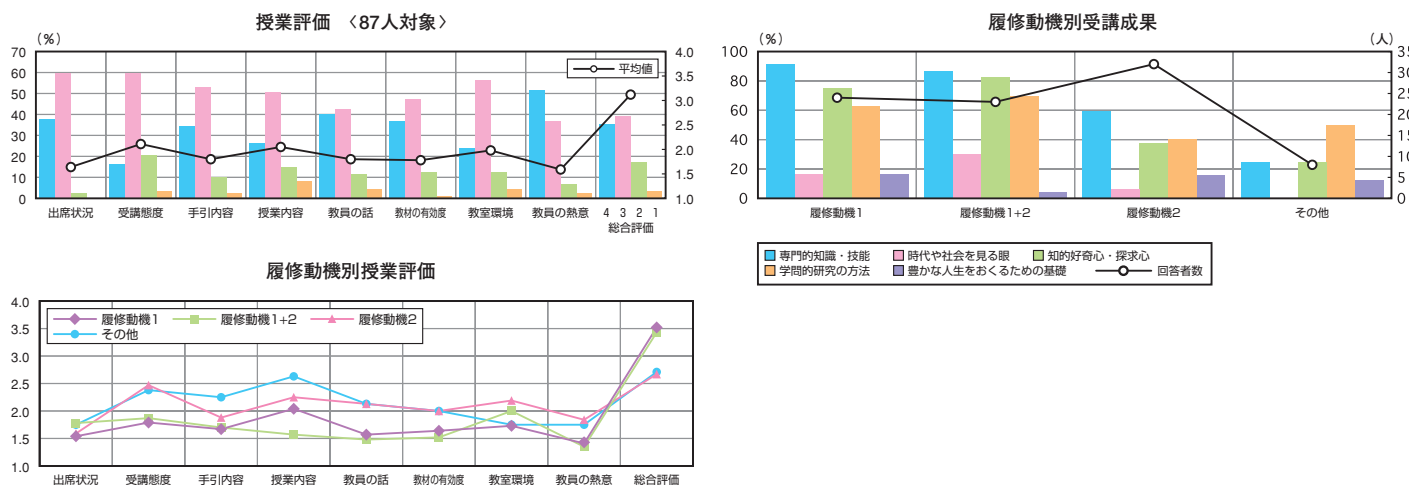 授業評価 〈87人対象〉
(%)
70
60
50
40
30
20
10
0
4.0
3.5
3.0
2.5
2.0
1.5
1.0
平均値
出席状況 受講態度 手引内容 授業内容 教員の話 教材の有効度 教室環境 教員の熱意 4 3 2 1
総合評価
履修動機別受講成果
(%)
(人)
100
80
60
40
20
0
35
30
25
20
15
10
5
0
履修動機1 履修動機1+2 履修動機2 その他
専門的知識・技能 時代や社会を見る眼 知的好奇心・探求心
学問的研究の方法 豊かな人生をおくるための基礎 回答者数
履修動機別授業評価
4.0
3.5
3.0
2.5
2.0
1.5
1.0
履修動機1 履修動機1+2 履修動機2
その他
出席状況 受講態度 手引内容 授業内容 教員の話 教材の有効度 教室環境 教員の熱意 総合評価